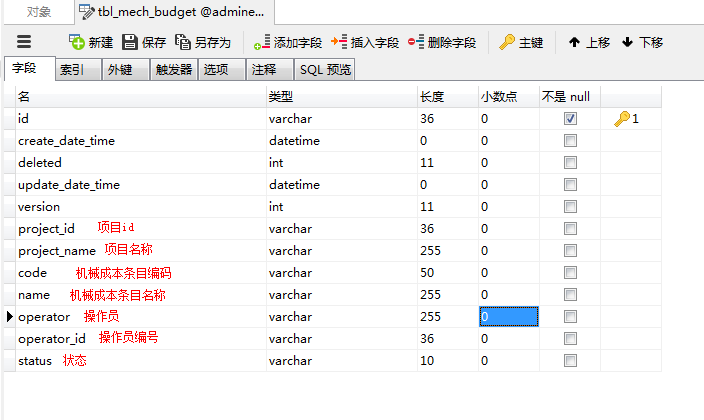 对象 tbl_mech_budget @admine...
新建 保存 另存为 添加字段 插入字段 删除字段 主键 上移 下移
字段 索引 外键 触发器 选项 注释 SQL 预览
名 类型 长度 小数点 不是 null
id varchar 36 0 1
create_date_time datetime 0 0
deleted int 11 0
update_date_time datetime 0 0
version int 11 0
project_id 项目id varchar 36 0
project_name 项目名称 varchar 255 0
code 机械成本条目编码 varchar 50 0
name 机械成本条目名称 varchar 255 0
operator 操作员 varchar 255 0
operator_id 操作员编号 varchar 36 0
status 状态 varchar 10 0